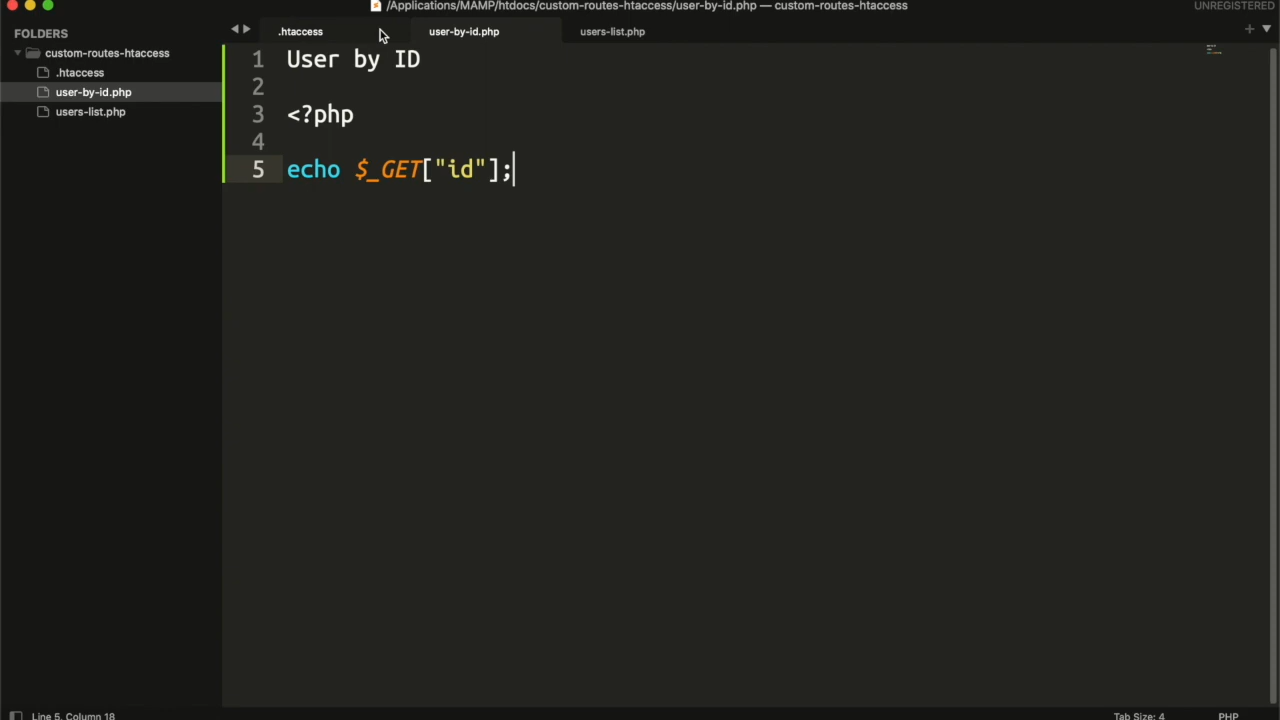 /Applications/MAMP/htdocs/custom-routes-htaccess/user-by-id.php — custom-routes-htaccess
UNREGISTERED
FOLDERS
custom-routes-htaccess
.htaccess
user-by-id.php
users-list.php
.htaccess
user-by-id.php
users-list.php
1 User by ID
2
3 <?php
4
5 echo $_GET["id"];
Line 5, Column 18
Tab Size: 4
PHP